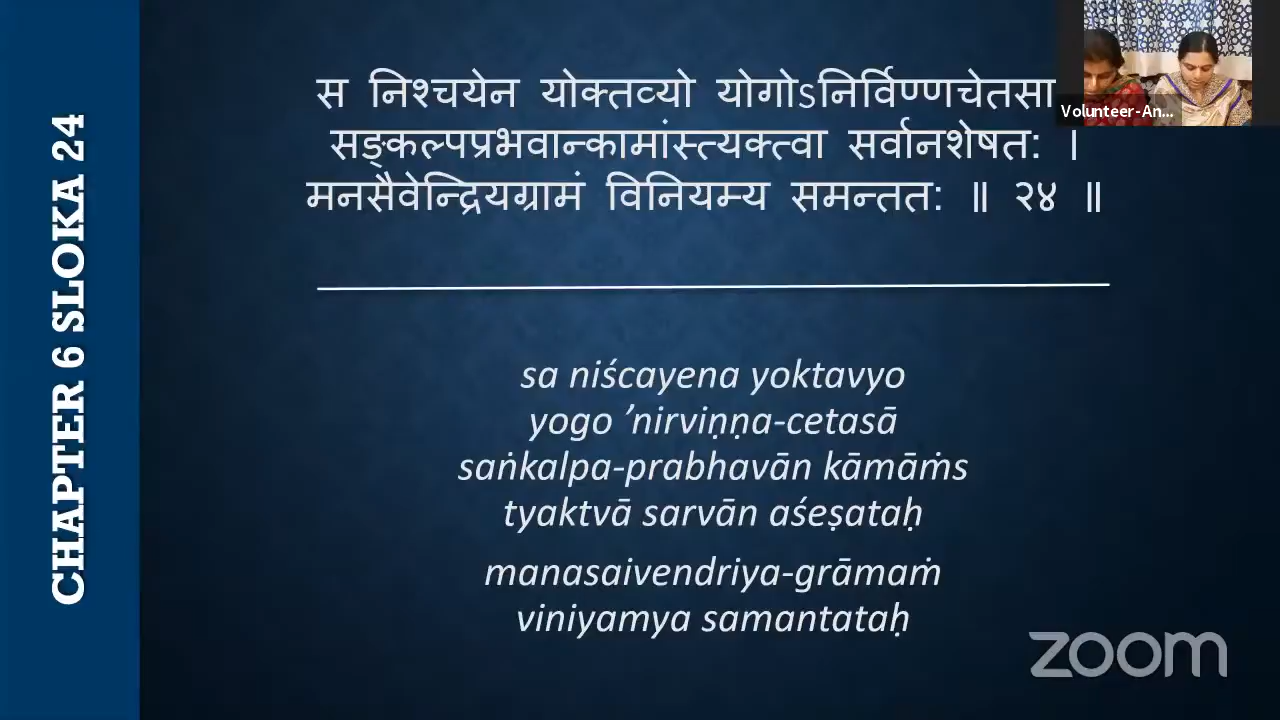 CHAPTER 6 SLOKA 24
स निश्चयेन योक्तव्यो योगोऽनिर्विण्णचेतसा
सङ्कल्पप्रभवान्कामांस्त्यक्त्वा सर्वानशेषत: ।
मनसैवेन्द्रियग्रामं विनियम्य समन्तत: ॥ २४ ॥
Volunteer-An...
sa niścayena yoktavyo
yogo ’nirviṇṇa-cetasā
saṅkalpa-prabhavān kāmāṁs
tyaktvā sarvān aśeṣataḥ
manasaivendriya-grāmaṁ
viniyamya samantataḥ
zoom